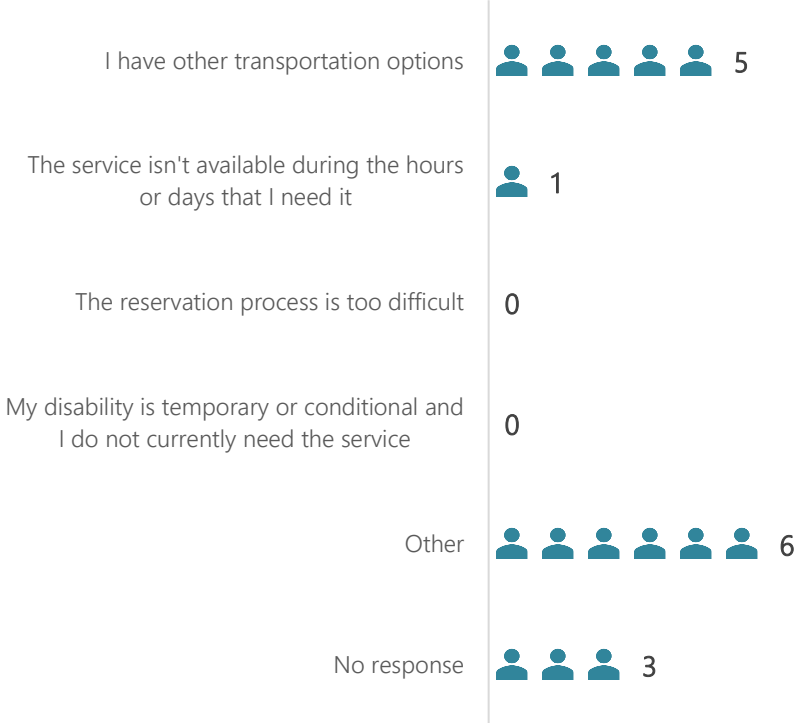 I have other transportation options
5
The service isn't available during the hours
or days that I need it
1
The reservation process is too difficult
0
My disability is temporary or conditional and
I do not currently need the service
0
Other
6
No response
3